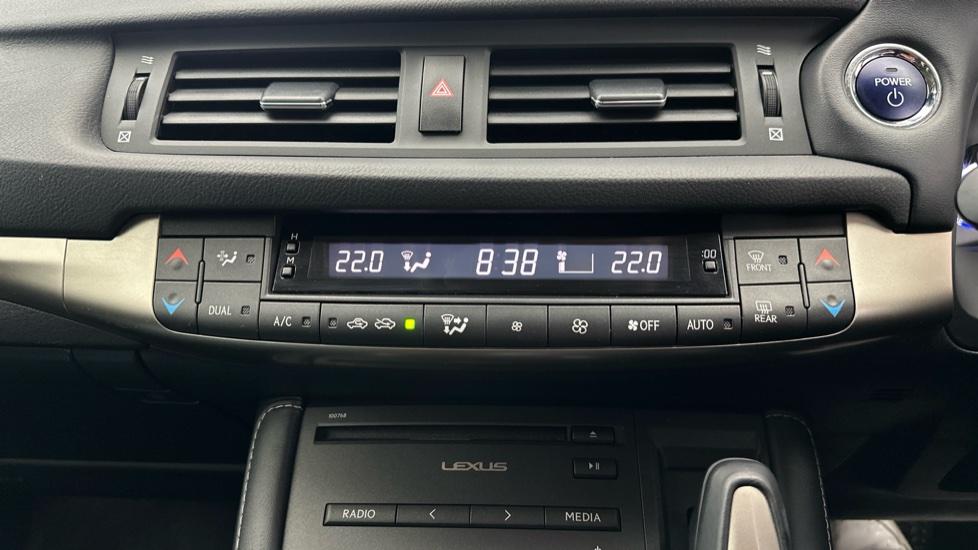 POWER
H
M
22.0 8:38 22.0
:00
FRONT
DUAL
A/C
OFF
AUTO
REAR
100768
LEXUS
RADIO < > MEDIA